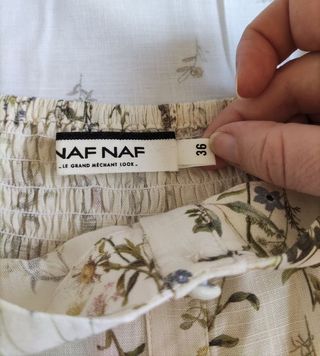 NAF NAF
LE GRAND MÉCHANT LOOK
36